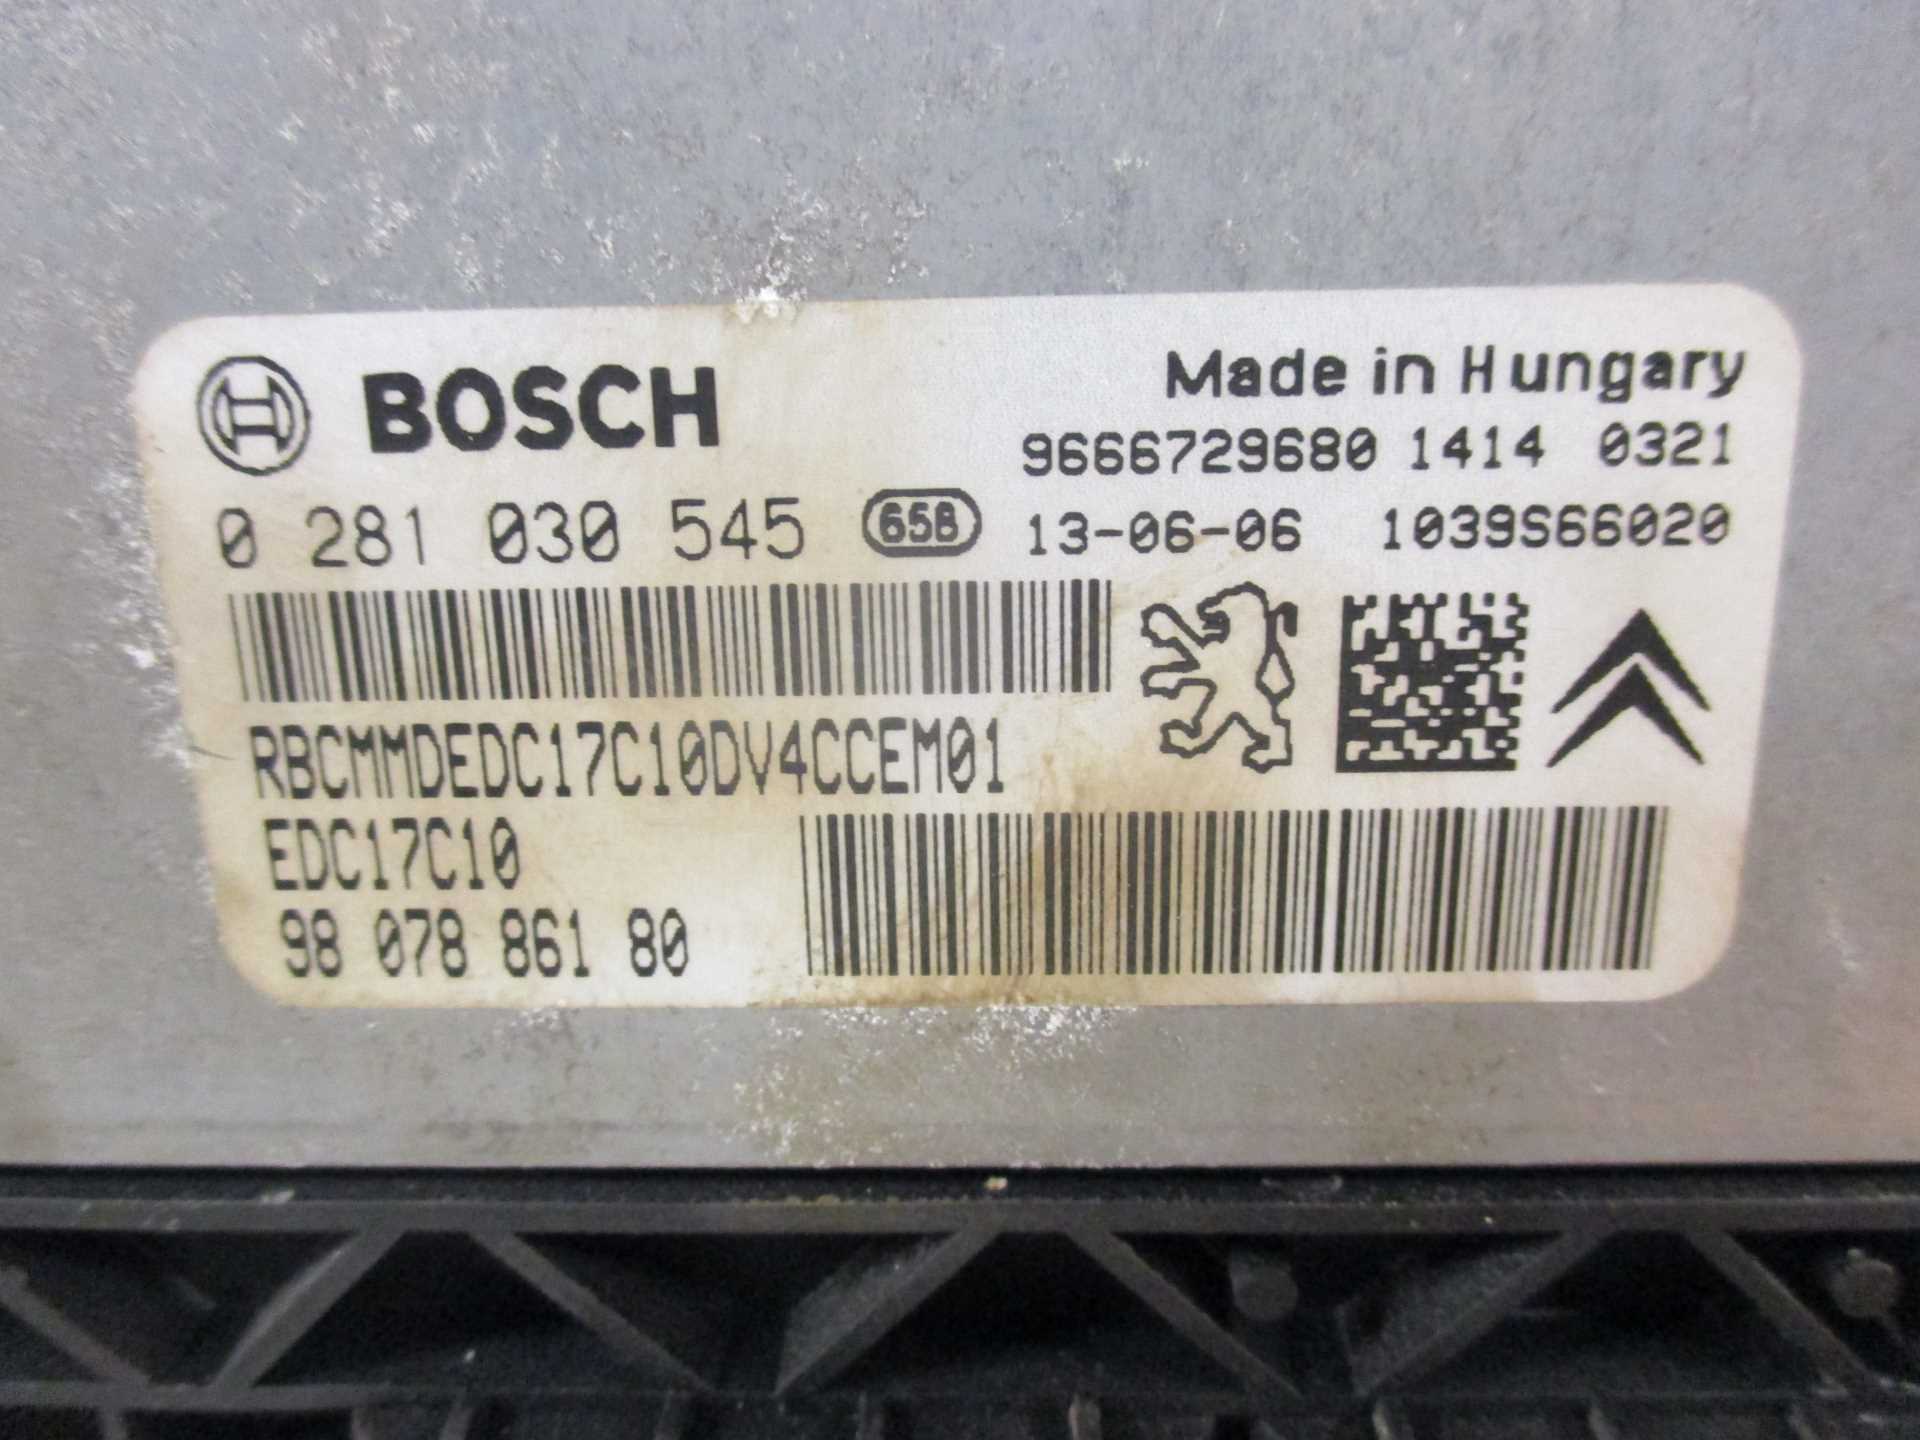 BOSCH
Made in Hungary
9666729680 1414 0321
0 281 030 545 65B 13-06-06 1039S66020
RBCMMDEDC17C10DV4CCEM01
EDC17C10
98 078 861 80